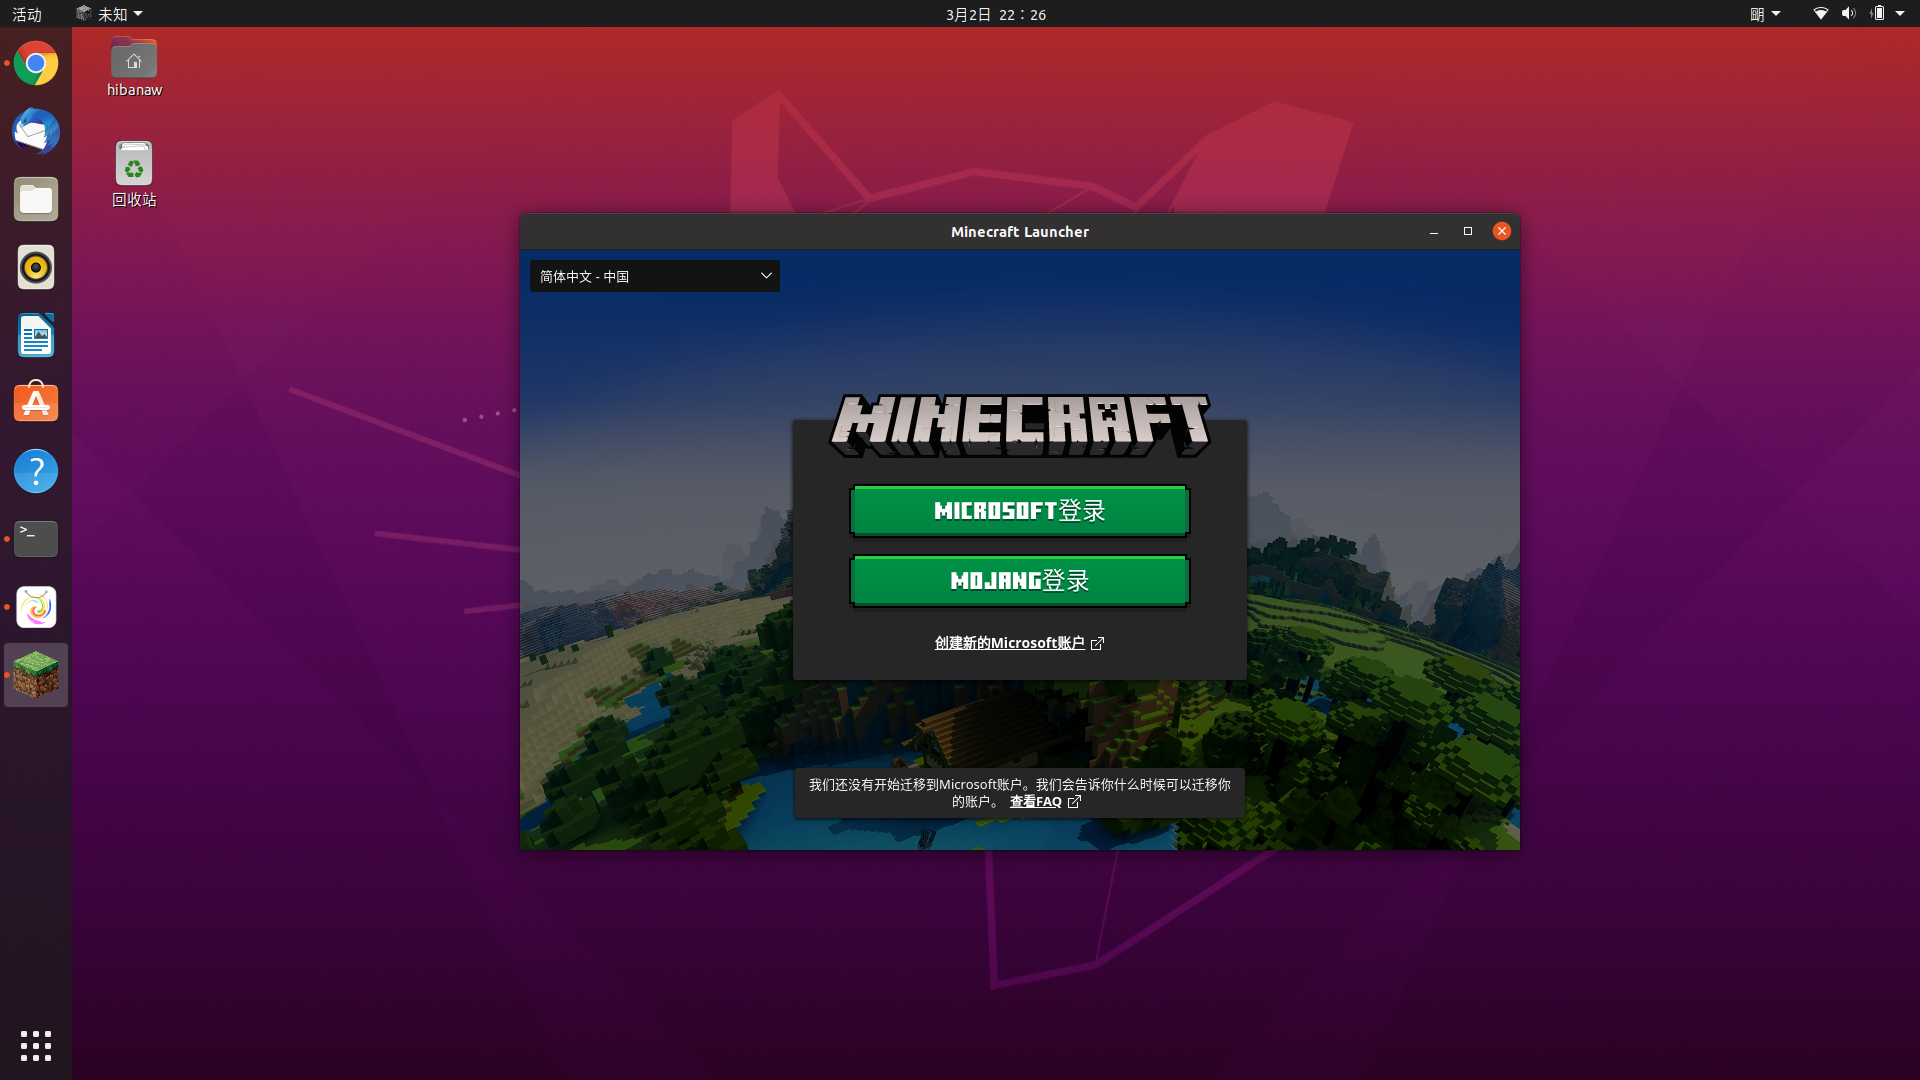 活动
未知
3月2日 22：26
hibanaw
回收站
Minecraft Launcher
简体中文 - 中国
MINECRAFT
MICROSOFT登录
MOJANG登录
创建新的Microsoft账户
我们还没有开始迁移到Microsoft账户。我们会告诉你什么时候可以迁移你
的账户。 查看FAQ